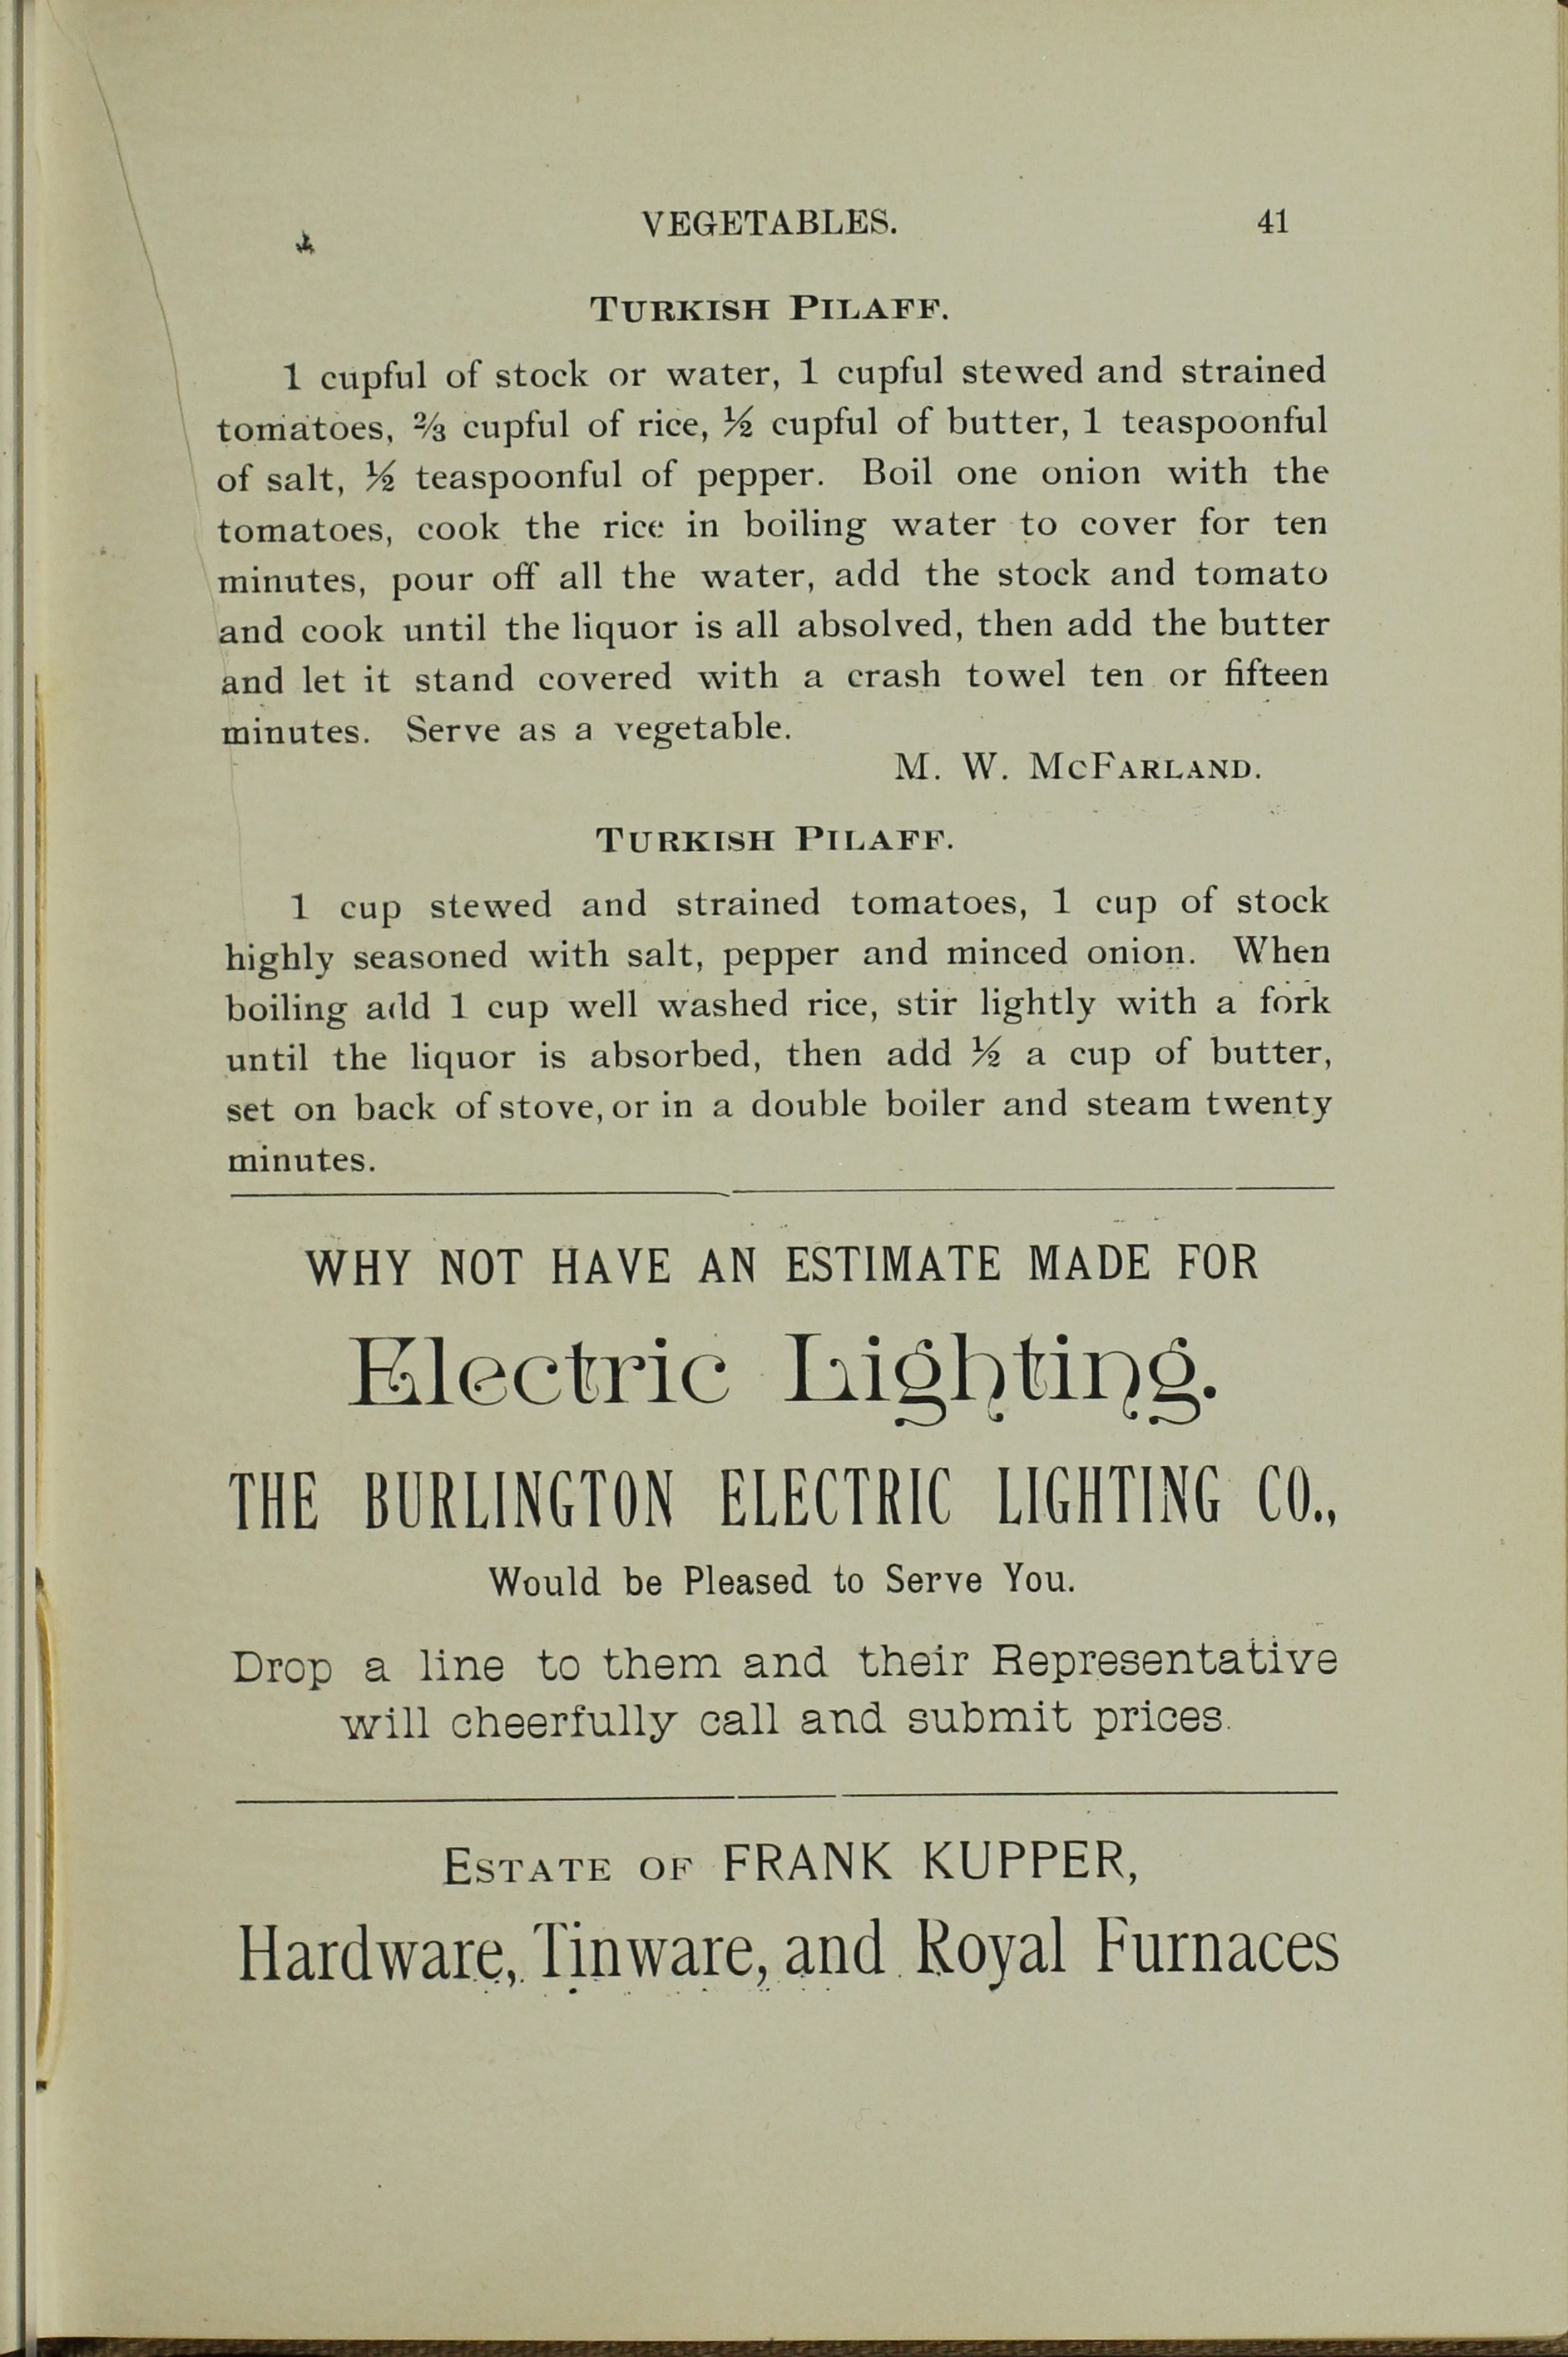 VEGETABLES. 41
TURKISH PILAFF.
1 cupful of stock or water, 1 cupful stewed and strained
tomatoes, ⅔ cupful of rice, ½ cupful of butter, 1 teaspoonful
of salt, ½ teaspoonful of pepper. Boil one onion with the
tomatoes, cook the rice in boiling water to cover for ten
minutes, pour off all the water, add the stock and tomato
and cook until the liquor is all absolved, then add the butter
and let it stand covered with a crash towel ten or fifteen
minutes. Serve as a vegetable.
M. W. McFARLAND.
TURKISH PILAFF.
1 cup stewed and strained tomatoes, 1 cup of stock
highly seasoned with salt, pepper and minced onion. When
boiling add 1 cup well washed rice, stir lightly with a fork
until the liquor is absorbed, then add ½ a cup of butter,
set on back of stove, or in a double boiler and steam twenty
minutes.
WHY NOT HAVE AN ESTIMATE MADE FOR
Electric Lighting.
THE BURLINGTON ELECTRIC LIGHTING CO.,
Would be Pleased to Serve You.
Drop a line to them and their Representative
will cheerfully call and submit prices.
ESTATE OF FRANK KUPPER,
Hardware, Tinware, and Royal Furnaces